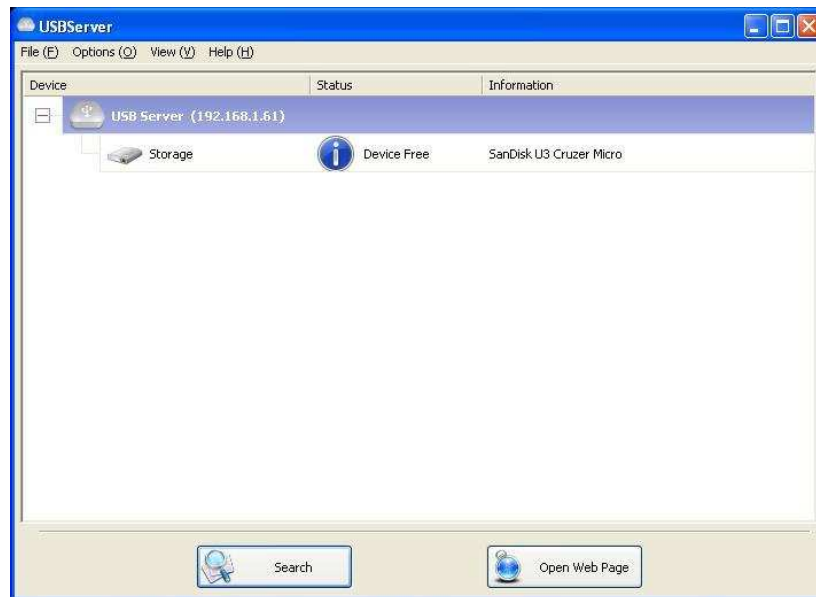 USBServer
File (F) Options (O) View (V) Help (H)
Device Status Information
USB Server (192.168.1.61)
Storage Device Free SanDisk U3 Cruzer Micro
Search Open Web Page